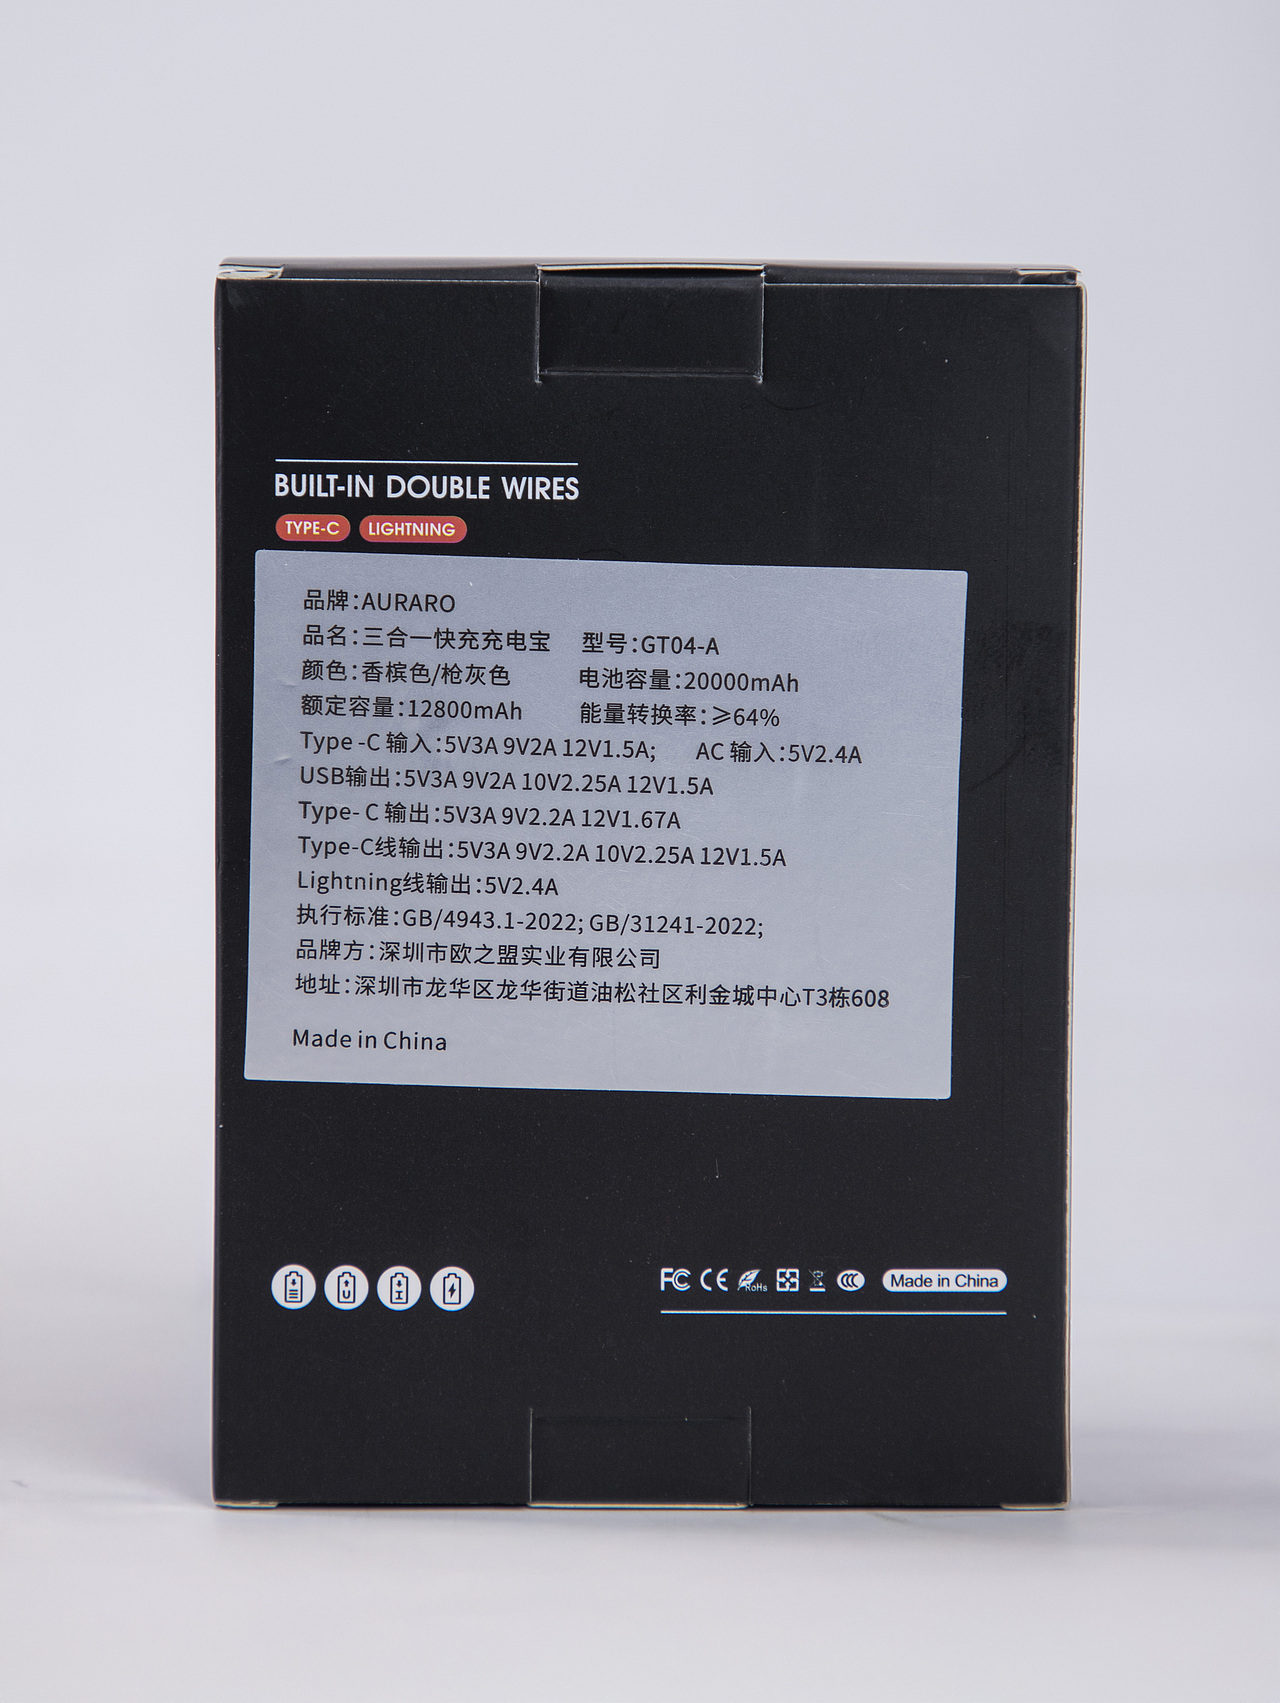 BUILT-IN DOUBLE WIRES
TYPE-C LIGHTNING
品牌:AURARO
品名:三合一快充充电宝 型号:GT04-A
颜色:香槟色/枪灰色 电池容量:20000mAh
额定容量:12800mAh 能量转换率:≥64%
Type -C 输入:5V3A 9V2A 12V1.5A; AC 输入:5V2.4A
USB输出:5V3A 9V2A 10V2.25A 12V1.5A
Type- C 输出:5V3A 9V2.2A 12V1.67A
Type-C线输出:5V3A 9V2.2A 10V2.25A 12V1.5A
Lightning线输出:5V2.4A
执行标准:GB/4943.1-2022; GB/31241-2022;
品牌方:深圳市欧之盟实业有限公司
地址:深圳市龙华区龙华街道油松社区利金城中心T3栋608
Made in China
FC CE RoHS CCC Made in China